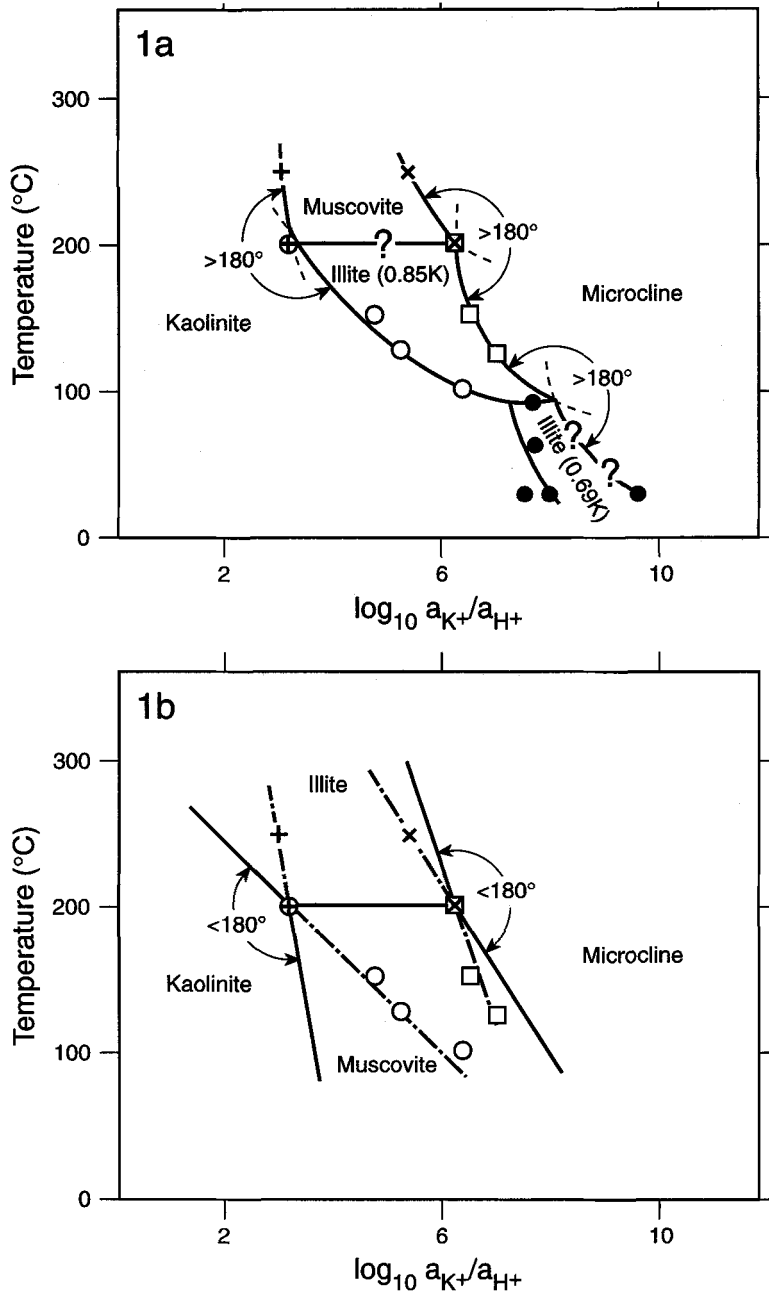 1a
300
Muscovite
200
?
>180°
>180°
Illite (0.85K)
Kaolinite
Microcline
Temperature (°C)
100
>180°
?
?
Illite (0.69K)
0
2
6
10
log10 aK+/aH+
1b
300
Illite
200
<180°
<180°
Kaolinite
Microcline
Temperature (°C)
100
Muscovite
0
2
6
10
log10 aK+/aH+